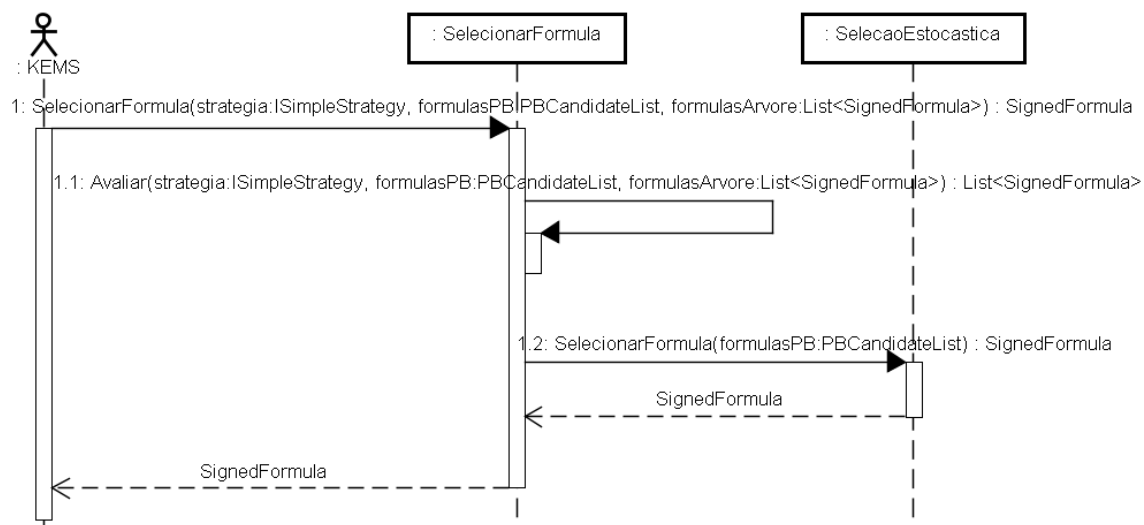 : SelecionarFormula
: SelecaoEstocastica
: KEMS
1: SelecionarFormula(strategia:ISimpleStrategy, formulasPB:PBCandidateList, formulasArvore:List<SignedFormula>) : SignedFormula
1.1: Avaliar(strategia:ISimpleStrategy, formulasPB:PBCandidateList, formulasArvore:List<SignedFormula>) : List<SignedFormula>
1.2: SelecionarFormula(formulasPB:PBCandidateList) : SignedFormula
SignedFormula
SignedFormula